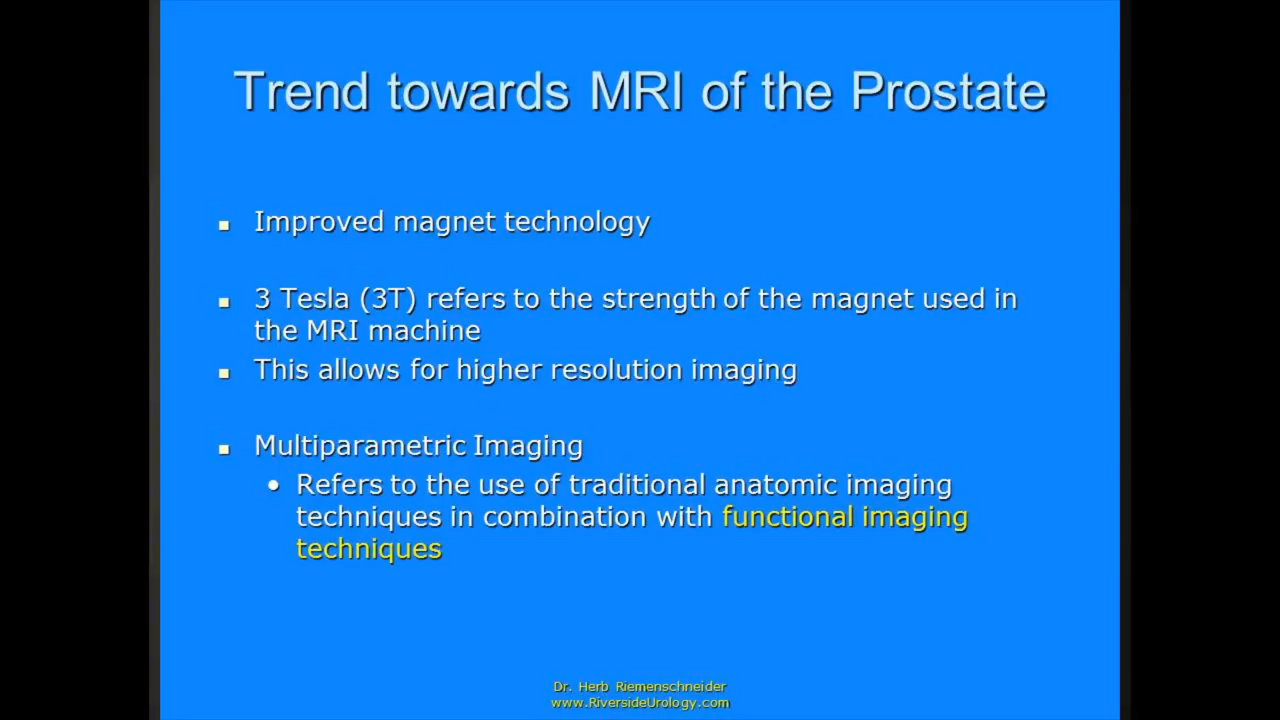 Trend towards MRI of the Prostate
Improved magnet technology
3 Tesla (3T) refers to the strength of the magnet used in
the MRI machine
This allows for higher resolution imaging
Multiparametric Imaging
Refers to the use of traditional anatomic imaging
techniques in combination with functional imaging
techniques
Dr. Herb Riemenschneider
www.RiversideUrology.com